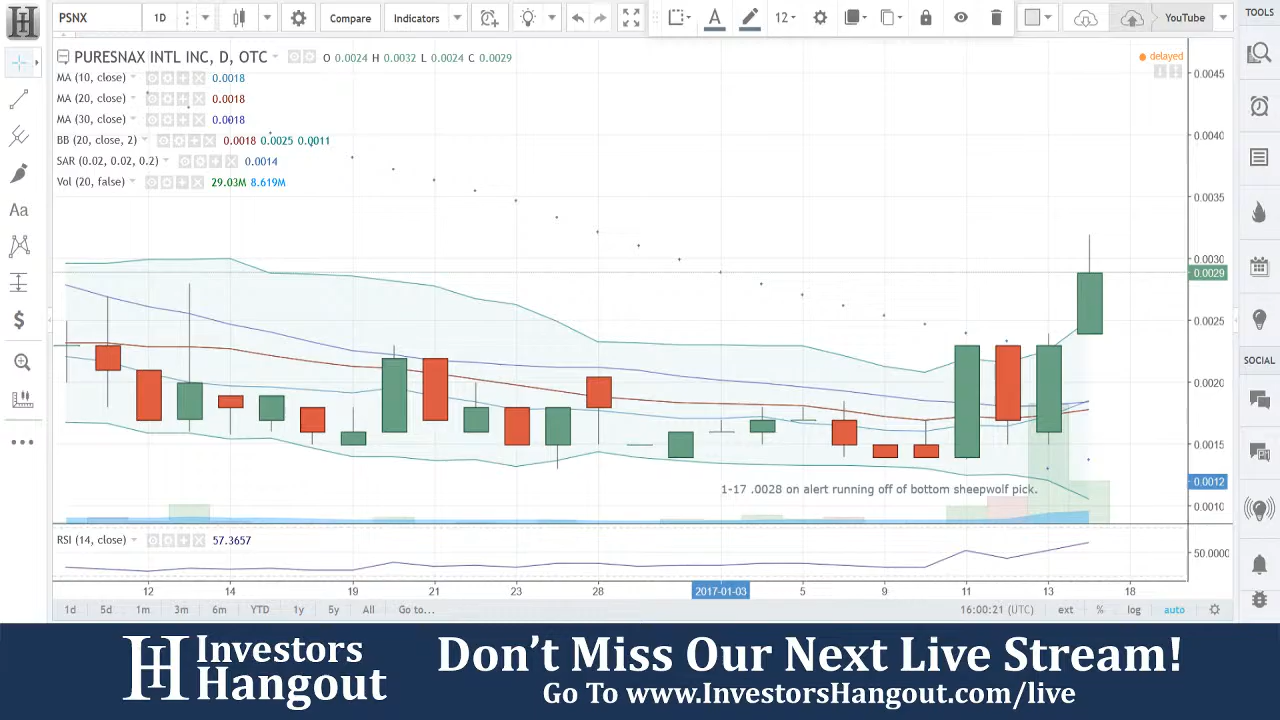 PSNX 1D Compare Indicators 12 YouTube TOOLS
PURESNAX INTL INC, D, OTC O 0.0024 H 0.0032 L 0.0024 C 0.0029 delayed
MA (10, close) 0.0018
MA (20, close) 0.0018
MA (30, close) 0.0018
BB (20, close, 2) 0.0018 0.0025 0.0011
SAR (0.02, 0.02, 0.2) 0.0014
Vol (20, false) 29.03M 8.619M
0.0045
0.0040
0.0035
0.0030
0.0029
0.0025
0.0020
0.0015
0.0012
0.0010
Aa
$
SOCIAL
1-17 .0028 on alert running off of bottom sheepwolf pick.
RSI (14, close) 57.3657
50.0000
12 14 19 21 23 28 2017-01-03 5 9 11 13 18
1d 5d 1m 3m 6m YTD 1y 5y All Go to... 16:00:21 (UTC) ext % log auto
H Investors Hangout
Don’t Miss Our Next Live Stream!
Go To www.InvestorsHangout.com/live